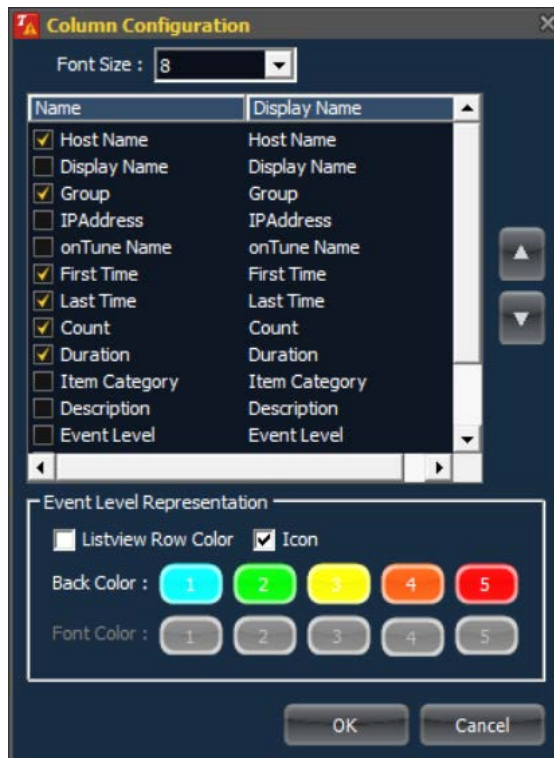 TA Column Configuration
Font Size : 8
Name Display Name
Host Name Host Name
Display Name Display Name
Group Group
IPAddress IPAddress
onTune Name onTune Name
First Time First Time
Last Time Last Time
Count Count
Duration Duration
Item Category Item Category
Description Description
Event Level Event Level
Event Level Representation
Listview Row Color Icon
Back Color : 1 2 3 4 5
Font Color : 1 2 3 4 5
OK Cancel